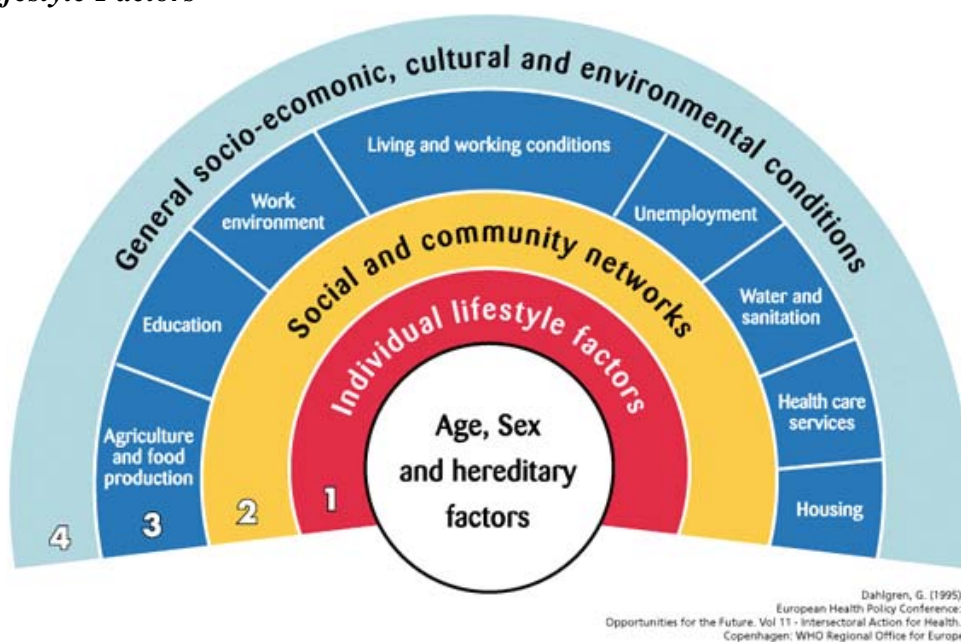 General socio-ecomonic, cultural and environmental conditions
Living and working conditions
Work
environment
Unemployment
Social and community networks
Education
Water and
sanitation
Individual lifestyle factors
Agriculture
and food
production
Health care
services
Age, Sex
and hereditary
factors
Housing
4
3
2
1
Dahlgren, G. (1995)
European Health Policy Conference:
Opportunities for the Future. Vol 11 - Intersectoral Action for Health.
Copenhagen: WHO Regional Office for Europe